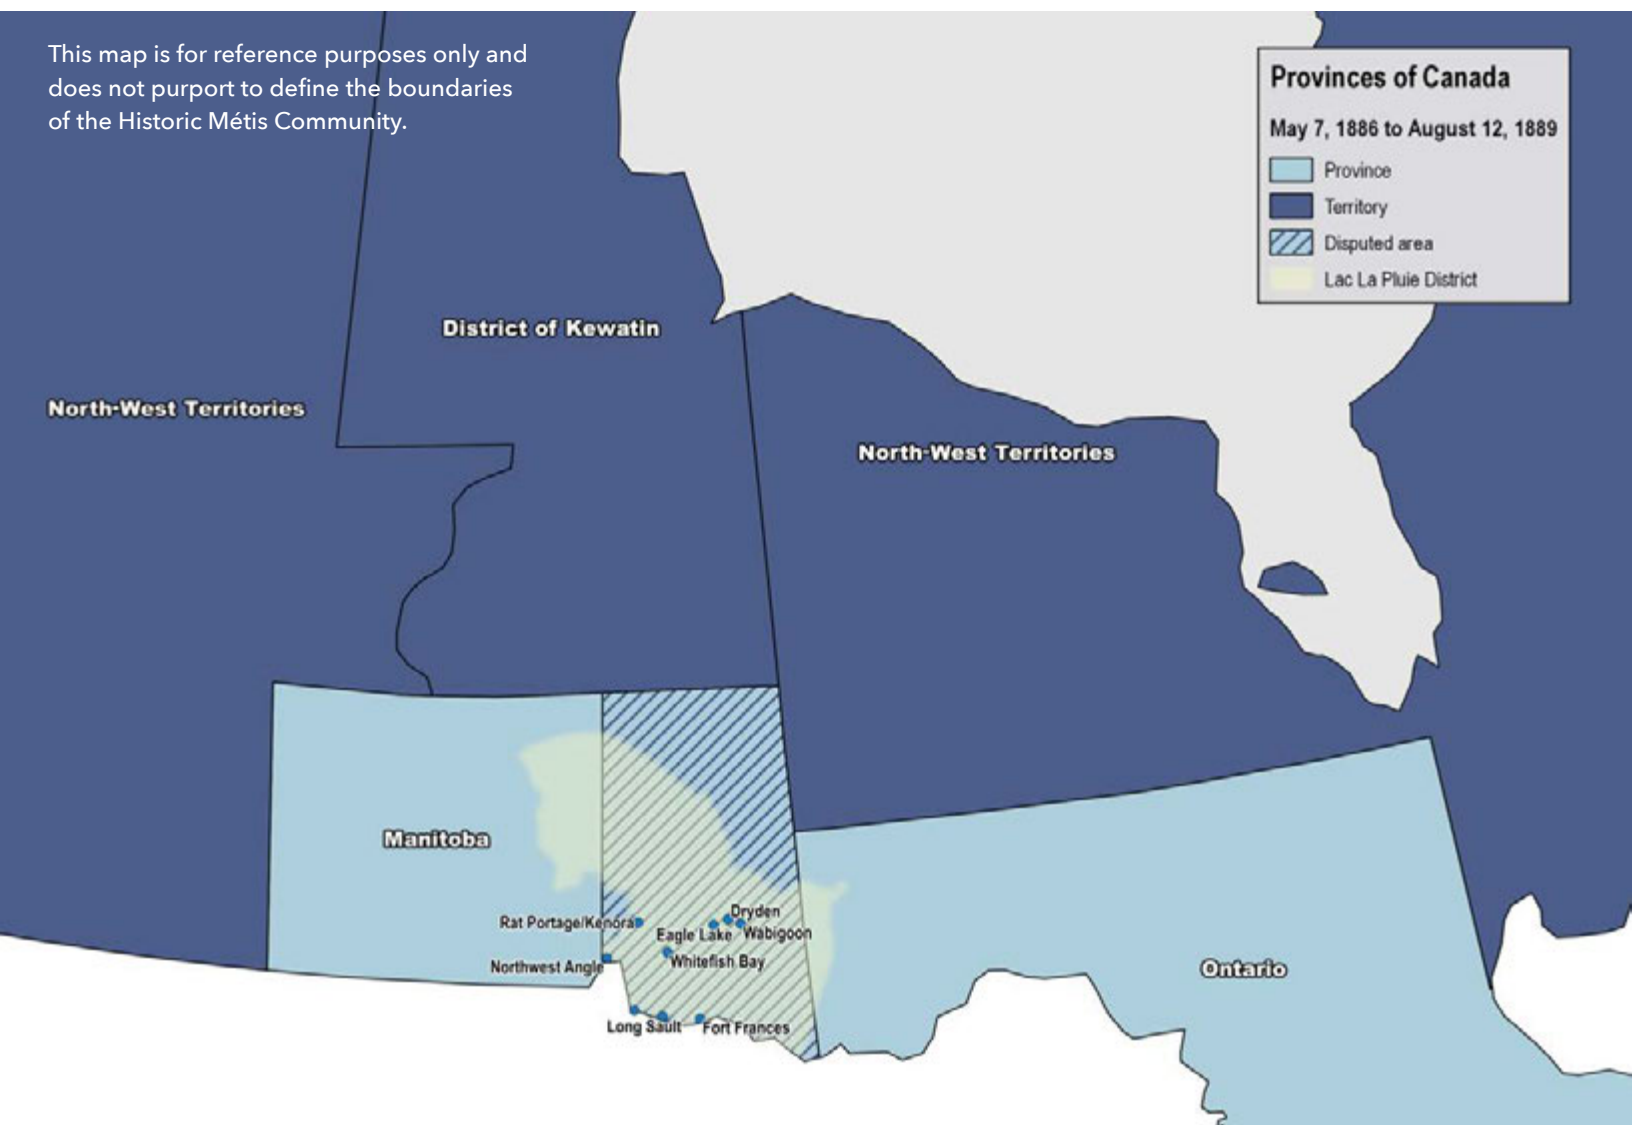 This map is for reference purposes only and
does not purport to define the boundaries
of the Historic Métis Community.
Provinces of Canada
May 7, 1886 to August 12, 1889
Province
Territory
Disputed area
Lac La Pluie District
District of Kewatin
North-West Territories
North-West Territories
Manitoba
Rat Portage/Kenora
Dryden
Eagle Lake
Wabigoon
Northwest Angle
Whitefish Bay
Ontario
Long Sault
Fort Frances